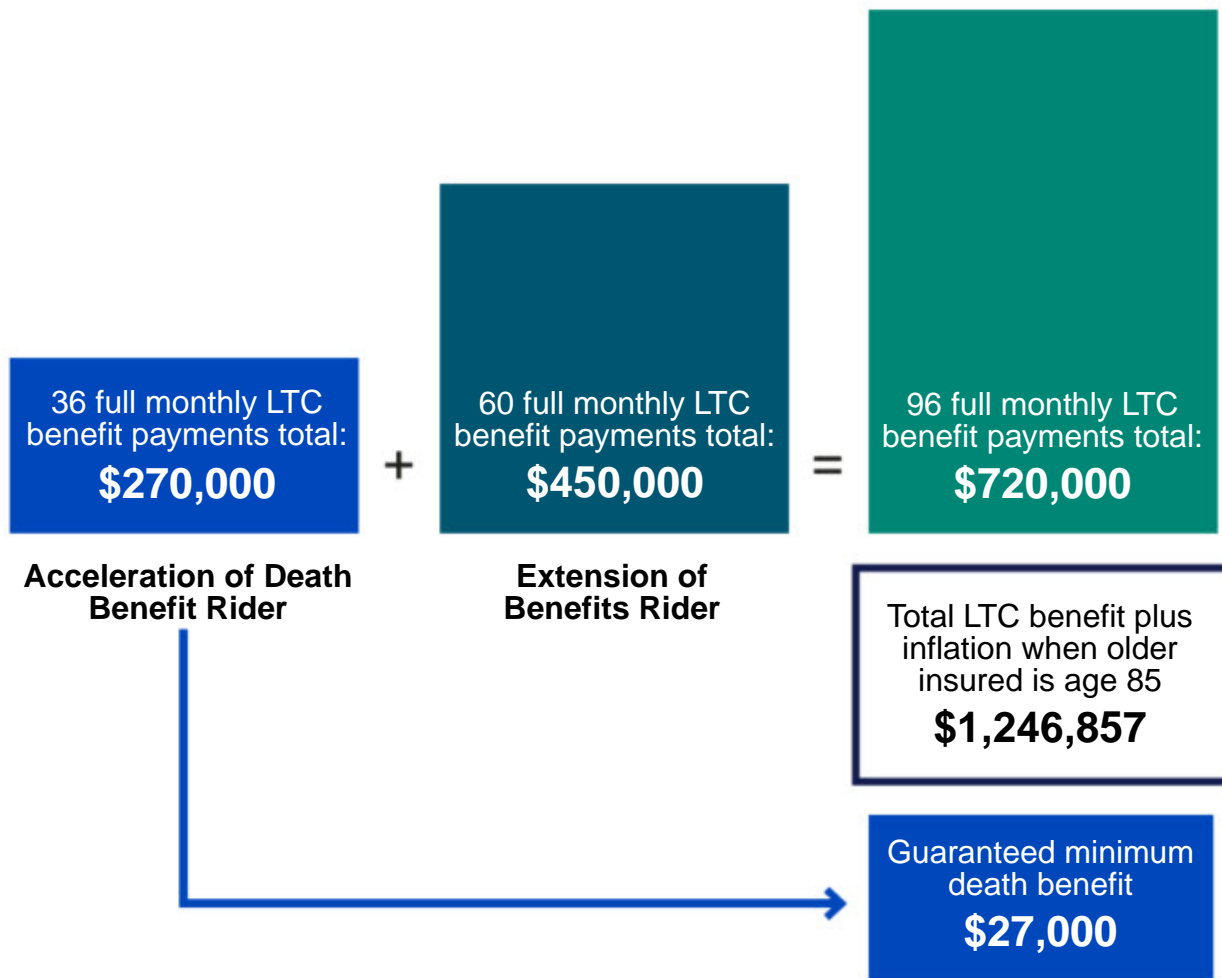 36 full monthly LTC
benefit payments total:
$270,000
+
60 full monthly LTC
benefit payments total:
$450,000
=
96 full monthly LTC
benefit payments total:
$720,000
Acceleration of Death
Benefit Rider
Extension of
Benefits Rider
Total LTC benefit plus
inflation when older
insured is age 85
$1,246,857
Guaranteed minimum
death benefit
$27,000